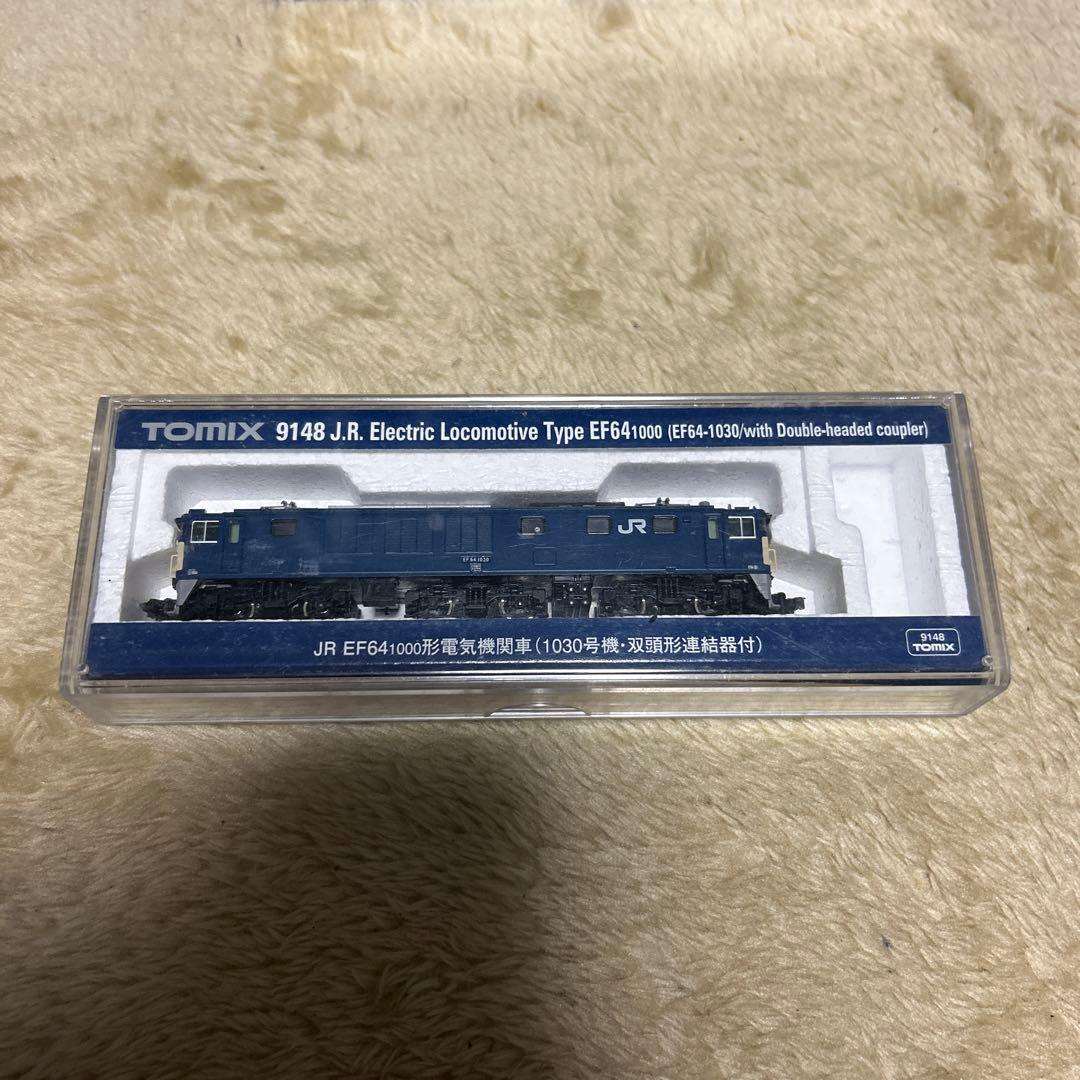 TOMIX 9148 J.R. Electric Locomotive Type EF641000 (EF64-1030/with Double-headed coupler)
JR
EF64 1030
JR EF641000形電気機関車(1030号機・双頭形連結器付)
9148
TOMIX